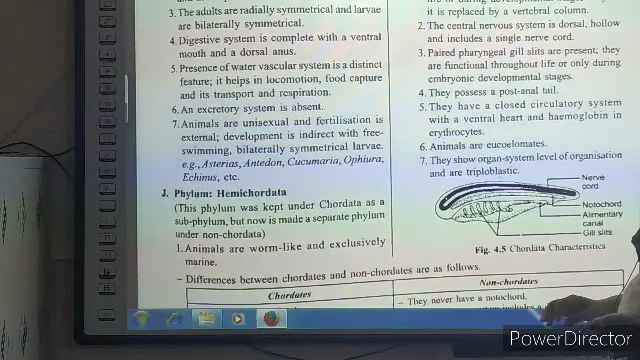 3. The adults are radially symmetrical and larvae
are bilaterally symmetrical.
4. Digestive system is complete with a ventral
mouth and a dorsal anus.
5. Presence of water vascular system is a distinct
feature; it helps in locomotion, food capture
and its transport and respiration.
6. An excretory system is absent.
7. Animals are unisexual and fertilisation is
external; development is indirect with free-
swimming, bilaterally symmetrical larvae.
e.g., Asterias, Antedon, Cucumaria, Ophiura,
Echinus, etc.
J. Phylum: Hemichordata
(This phylum was kept under Chordata as a
sub-phylum, but now is made a separate phylum
under non-chordata)
1. Animals are worm-like and exclusively
marine.
it is replaced by a vertebral column.
2. The central nervous system is dorsal, hollow
and includes a single nerve cord.
3. Paired pharyngeal gill slits are present; they
are functional throughout life or only during
embryonic developmental stages.
4. They possess a post-anal tail.
5. They have a closed circulatory system
with a ventral heart and haemoglobin in
erythrocytes.
6. Animals are eucoelomates.
7. They show organ-system level of organisation
and are triploblastic.
Nerve
cord
Notochord
Alimentary
canal
Gill slits
Fig. 4.5 Chordata Characteristics
– Differences between chordates and non-chordates are as follows.
Chordates
Non-chordates
– They never have a notochord.
PowerDirector